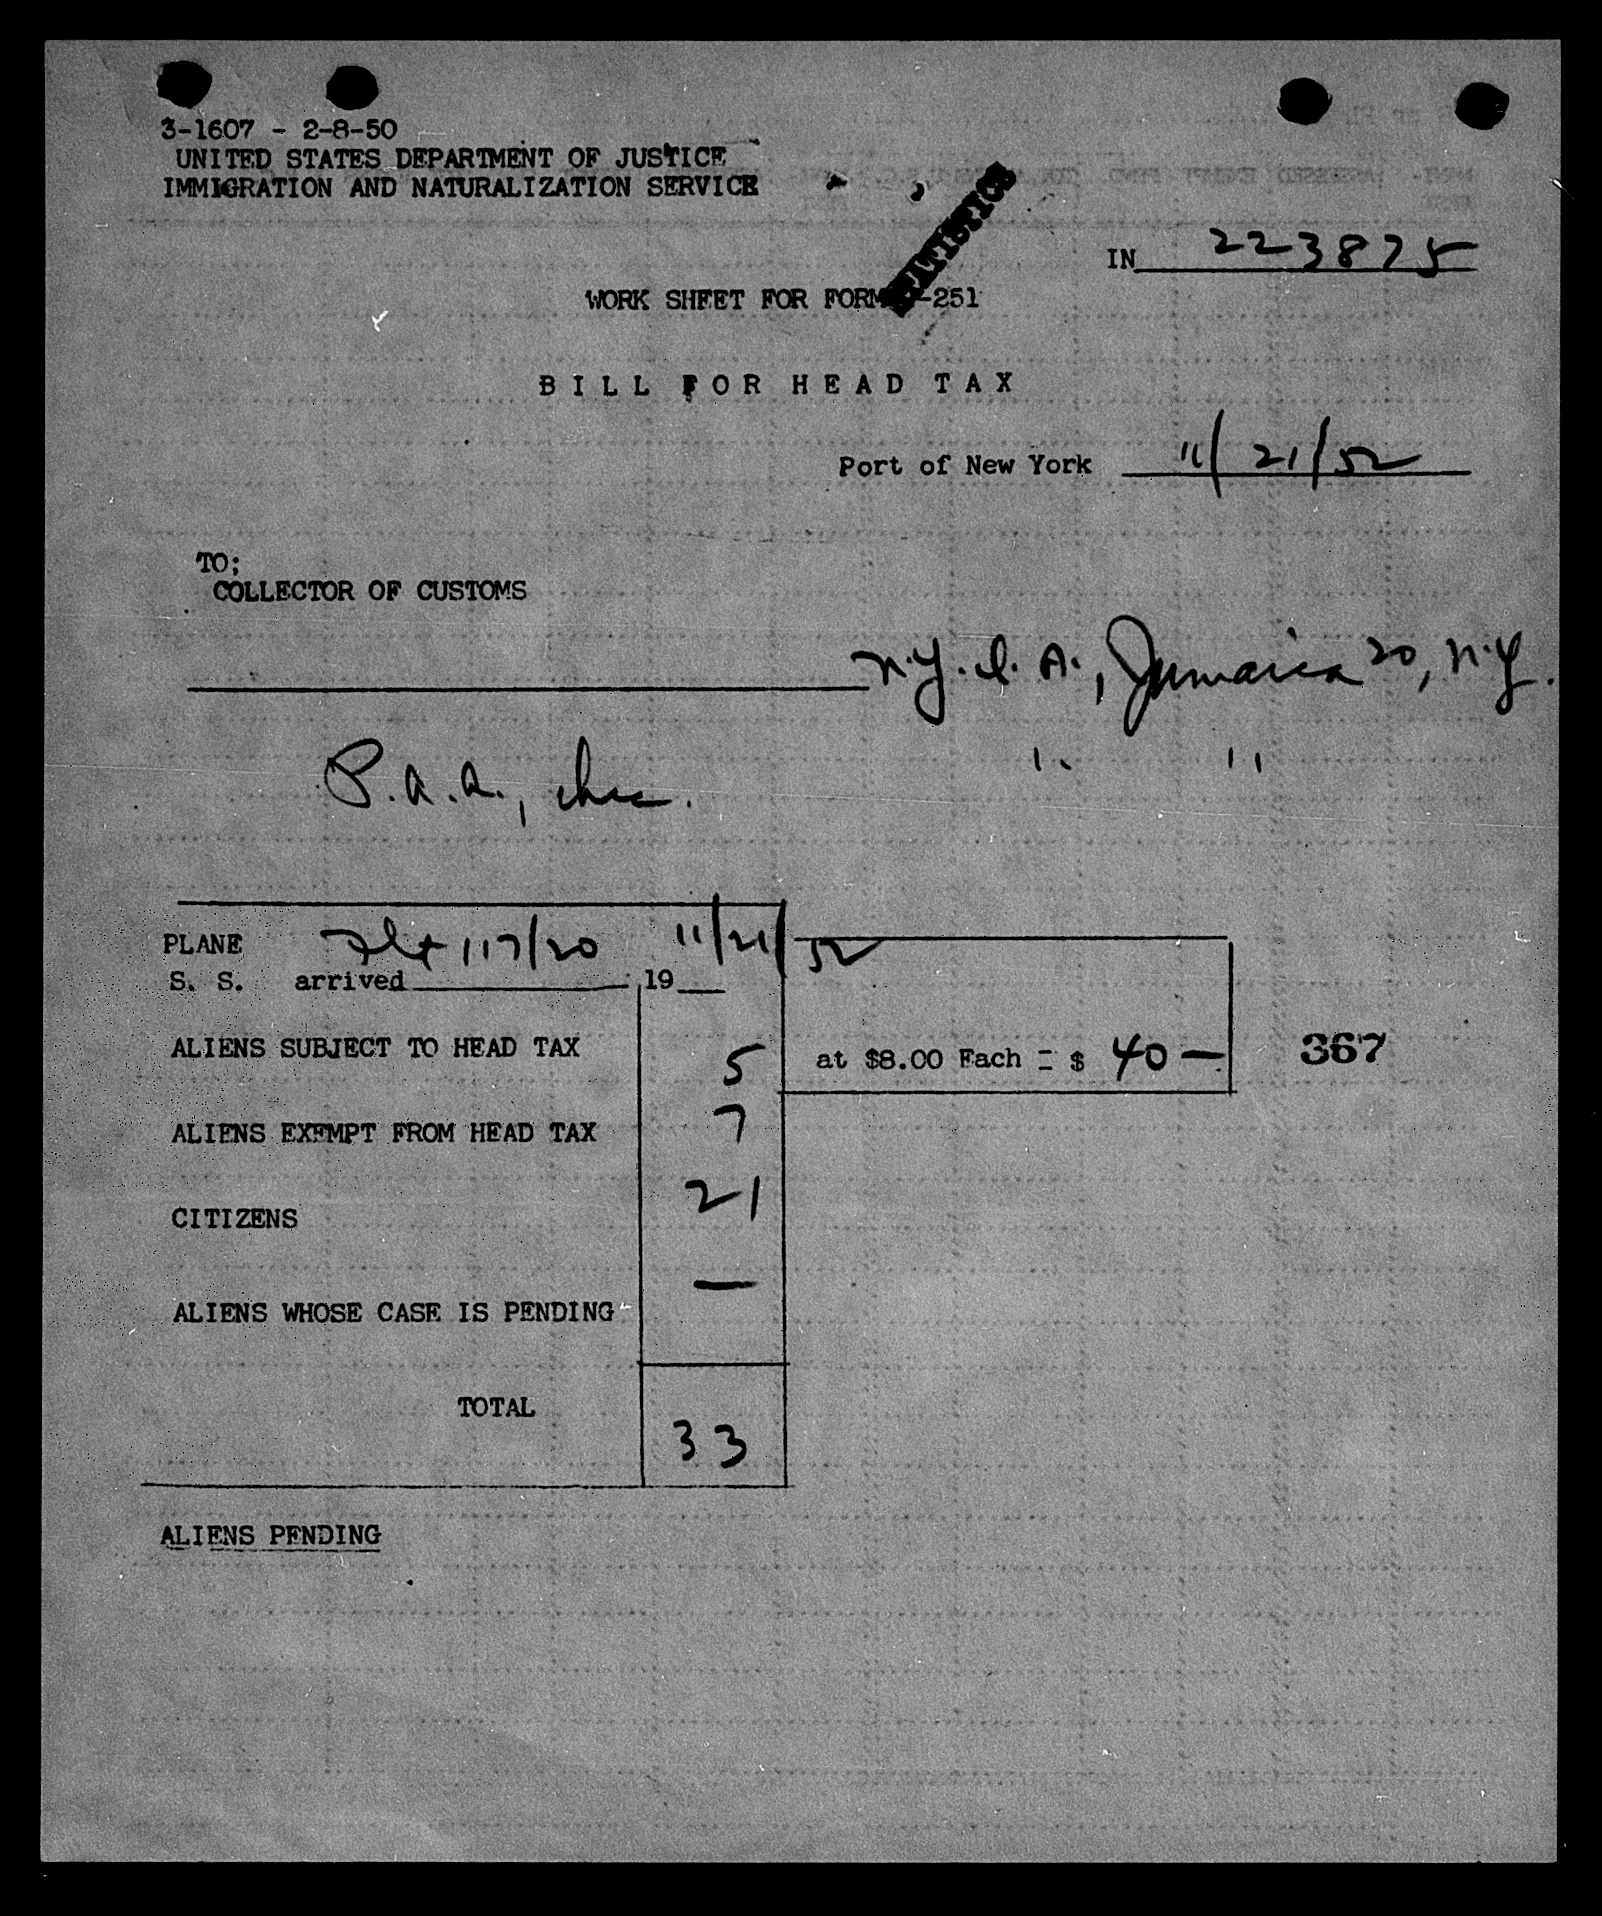 3-1607 - 2-8-50
UNITED STATES DEPARTMENT OF JUSTICE
IMMIGRATION AND NATURALIZATION SERVICE
STATISTICS
IN 223875
WORK SHEET FOR FORM -251
BILL FOR HEAD TAX
Port of New York 11/21/52
TO;
COLLECTOR OF CUSTOMS
N.Y.I.A., Jamaica 20, N.Y.
P.A.A., Inc. " "
PLANE Flt 117/20 11/21/52
S. S. arrived 19
ALIENS SUBJECT TO HEAD TAX 5 at $8.00 Each = $ 40 — 367
ALIENS EXEMPT FROM HEAD TAX 7
CITIZENS 21
ALIENS WHOSE CASE IS PENDING —
TOTAL 33
ALIENS PENDING